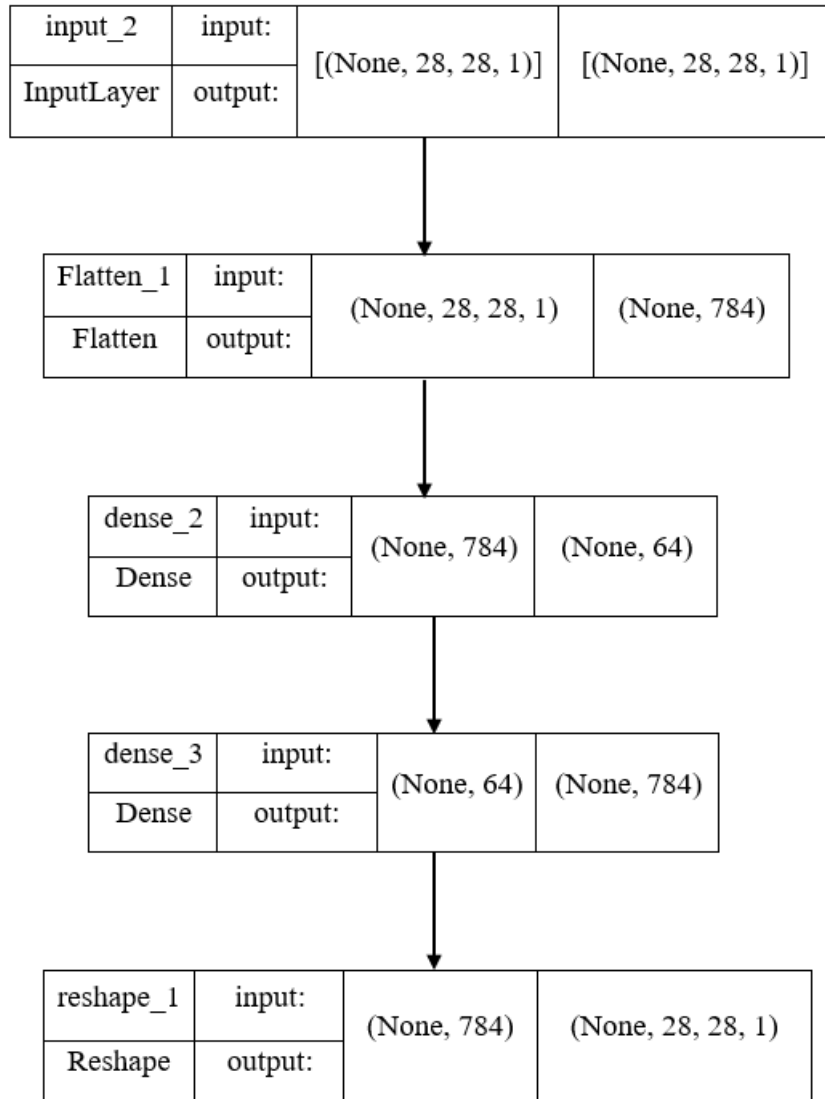 input_2 input: [(None, 28, 28, 1)] [(None, 28, 28, 1)]
InputLayer output:
Flatten_1 input: (None, 28, 28, 1) (None, 784)
Flatten output:
dense_2 input: (None, 784) (None, 64)
Dense output:
dense_3 input: (None, 64) (None, 784)
Dense output:
reshape_1 input: (None, 784) (None, 28, 28, 1)
Reshape output: